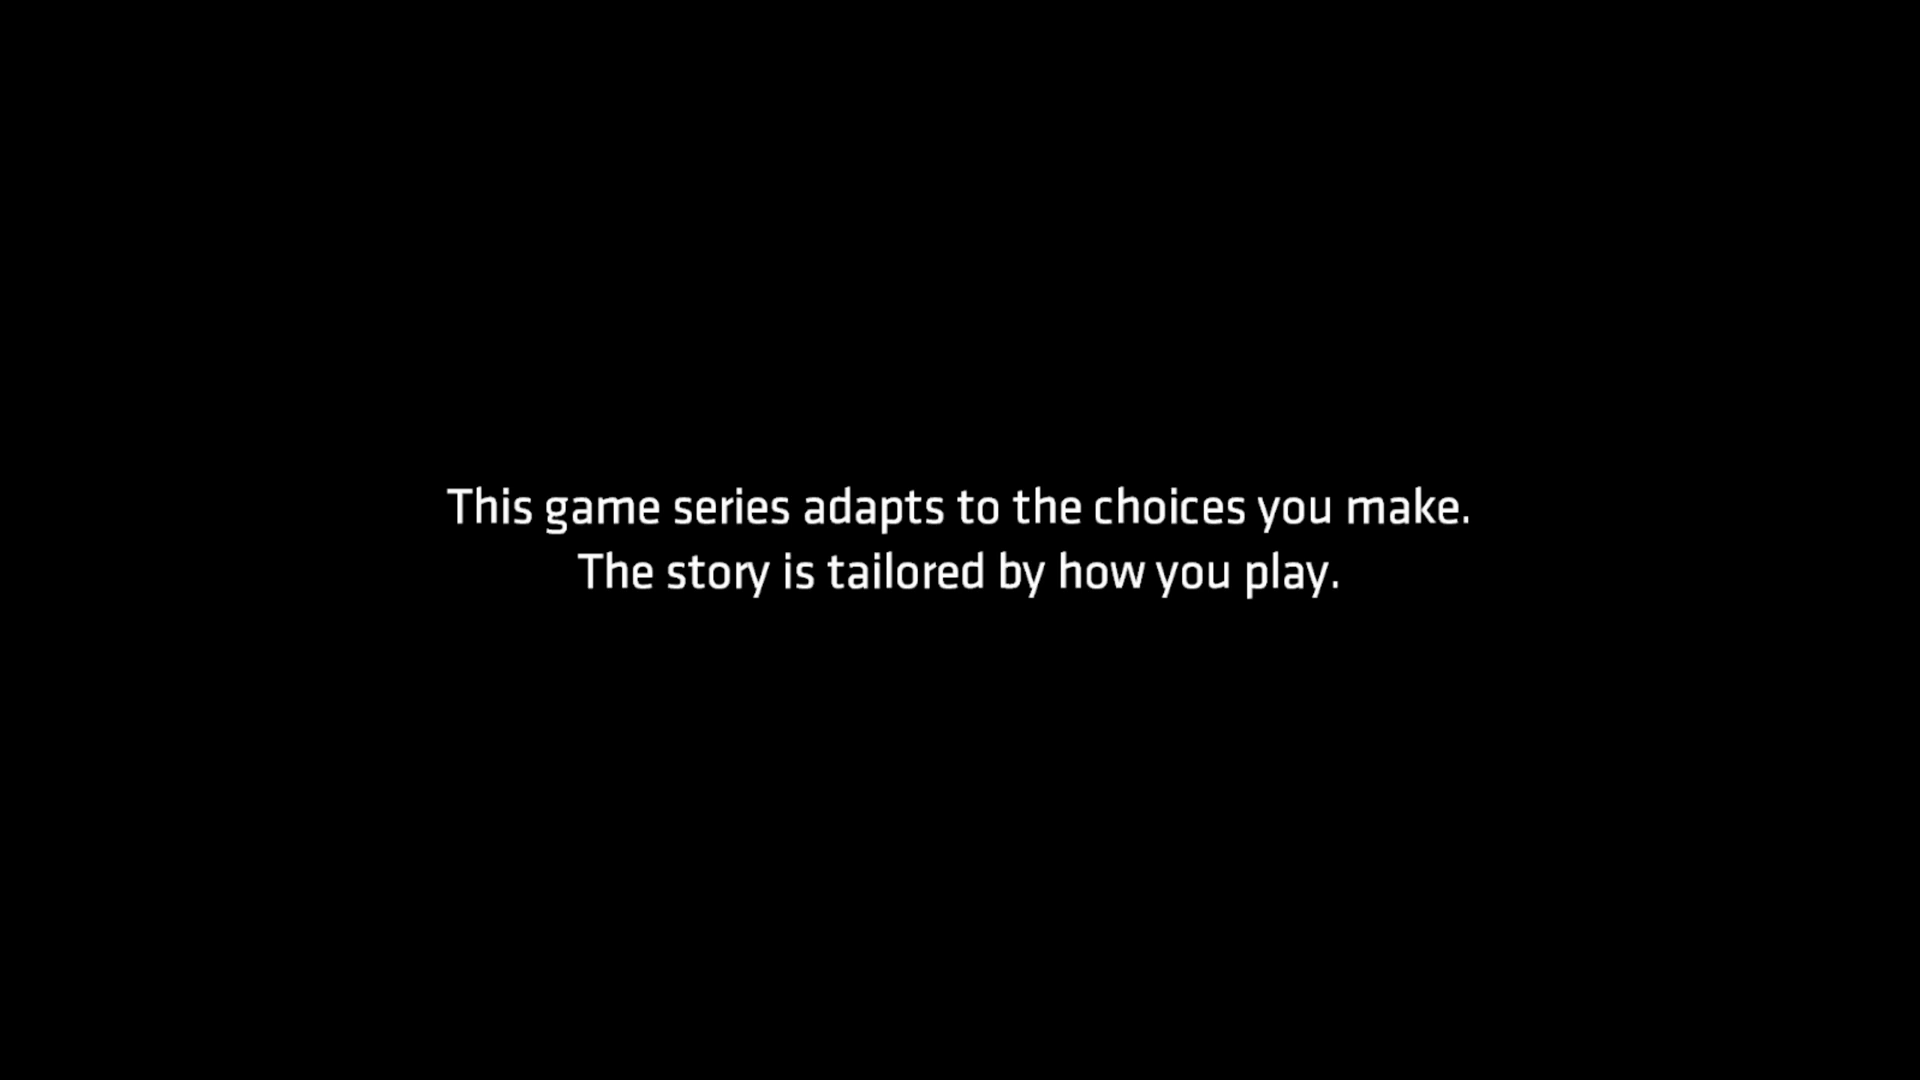 This game series adapts to the choices you make.
The story is tailored by how you play.